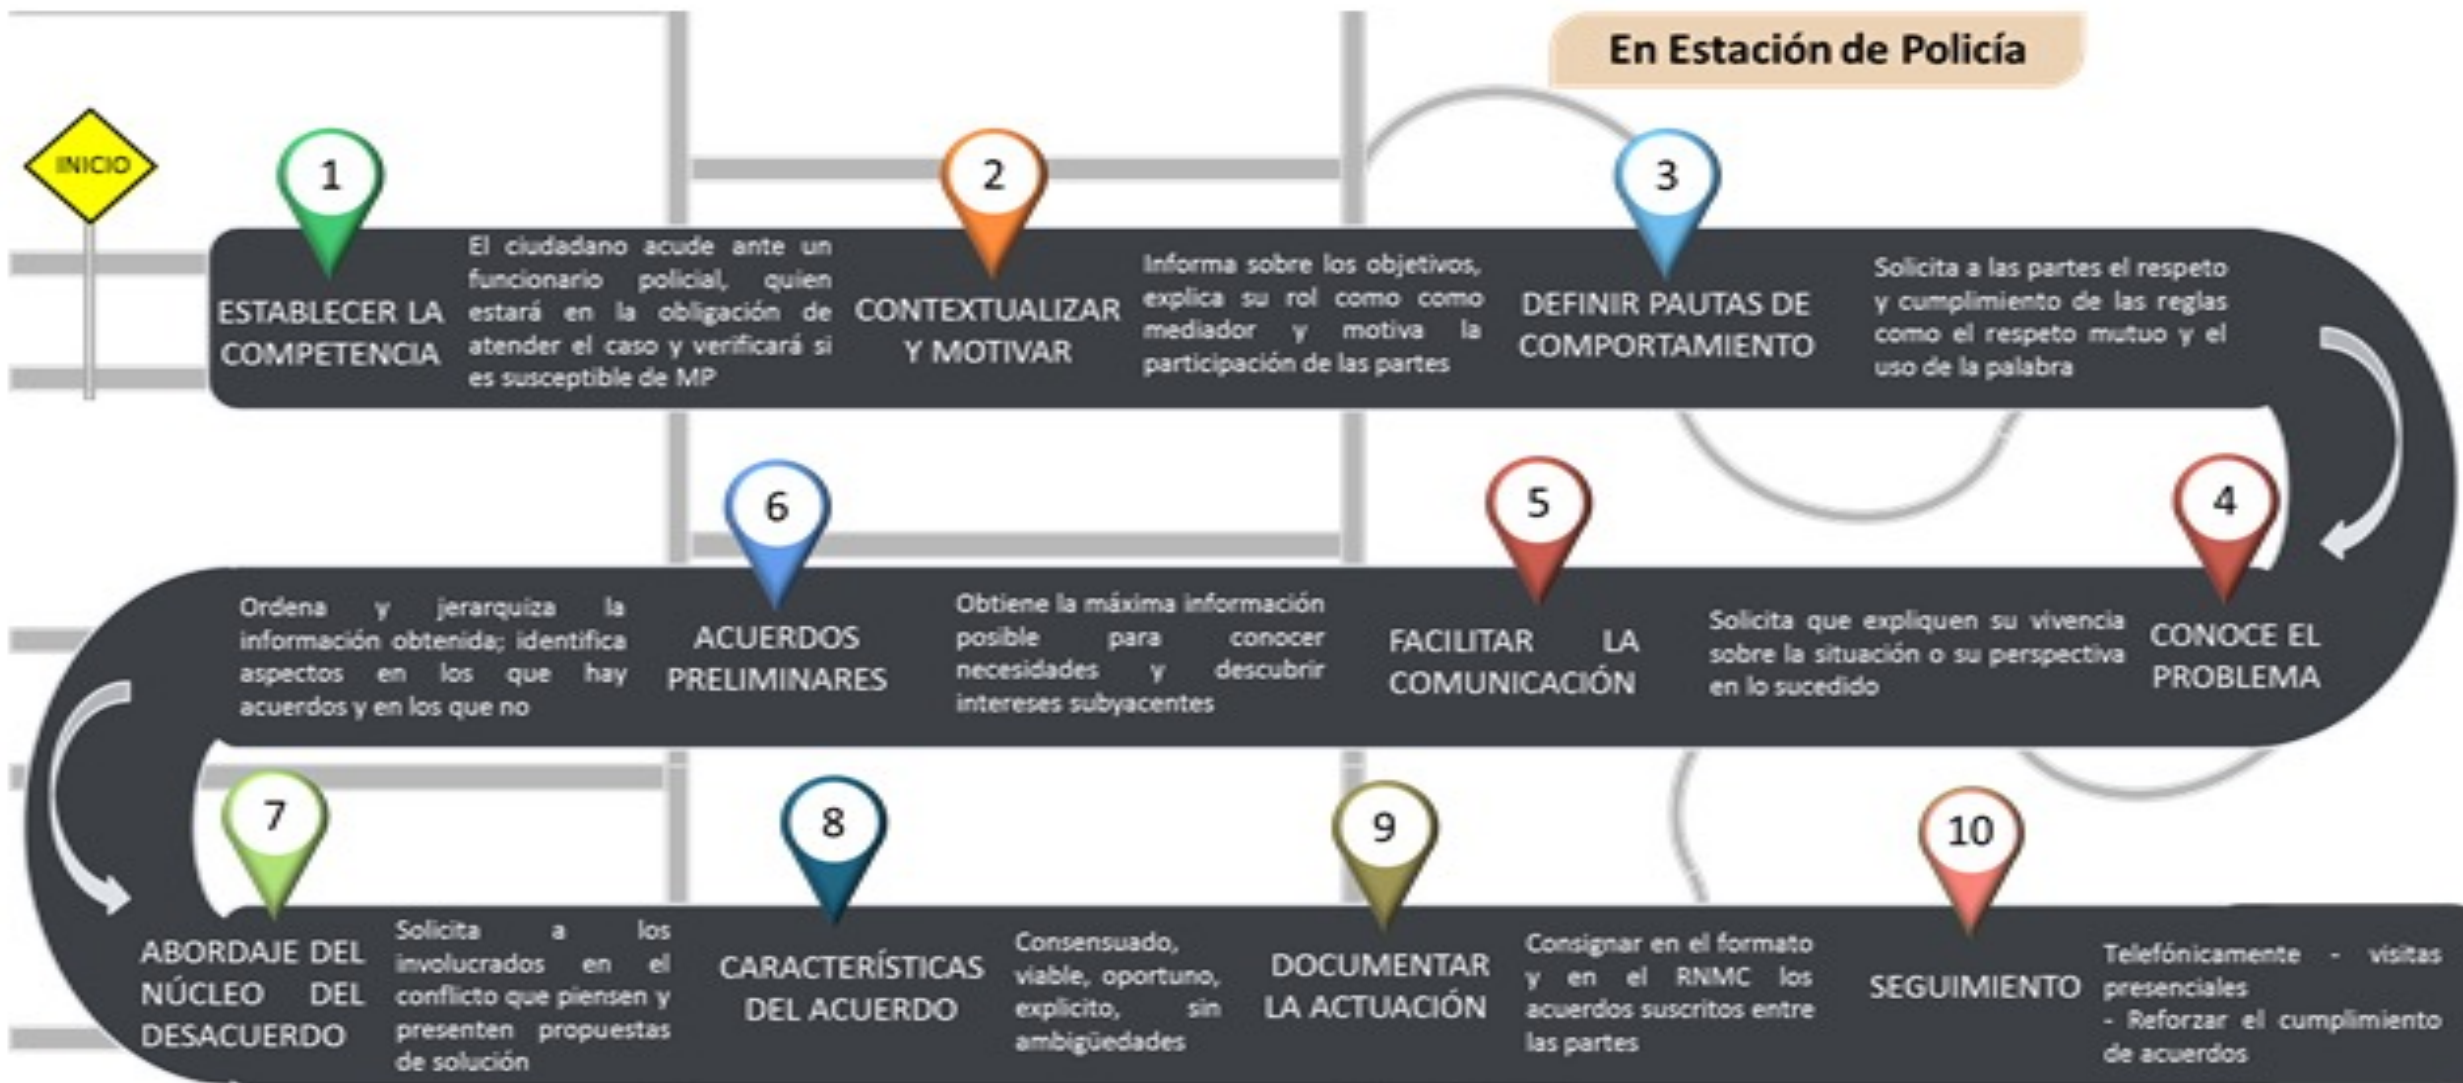 En Estación de Policía
INICIO
1
ESTABLECER LA
COMPETENCIA
El ciudadano acude ante un
funcionario policial, quien
estará en la obligación de
atender el caso y verificará si
es susceptible de MP
2
CONTEXTUALIZAR
Y MOTIVAR
Informa sobre los objetivos,
explica su rol como como
mediador y motiva la
participación de las partes
3
DEFINIR PAUTAS DE
COMPORTAMIENTO
Solicita a las partes el respeto
y cumplimiento de las reglas
como el respeto mutuo y el
uso de la palabra
4
CONOCE EL
PROBLEMA
Solicita que expliquen su vivencia
sobre la situación o su perspectiva
en lo sucedido
5
FACILITAR LA
COMUNICACIÓN
Obtiene la máxima información
posible para conocer
necesidades y descubrir
intereses subyacentes
6
ACUERDOS
PRELIMINARES
Ordena y jerarquiza la
información obtenida; identifica
aspectos en los que hay
acuerdos y en los que no
7
ABORDAJE DEL
NÚCLEO DEL
DESACUERDO
Solicita a los
involucrados en el
conflicto que piensen y
presenten propuestas
de solución
8
CARACTERÍSTICAS
DEL ACUERDO
Consensuado,
viable, oportuno,
explicito, sin
ambigüedades
9
DOCUMENTAR
LA ACTUACIÓN
Consignar en el formato
y en el RNMC los
acuerdos suscritos entre
las partes
10
SEGUIMIENTO
Telefónicamente - visitas
presenciales
- Reforzar el cumplimiento
de acuerdos